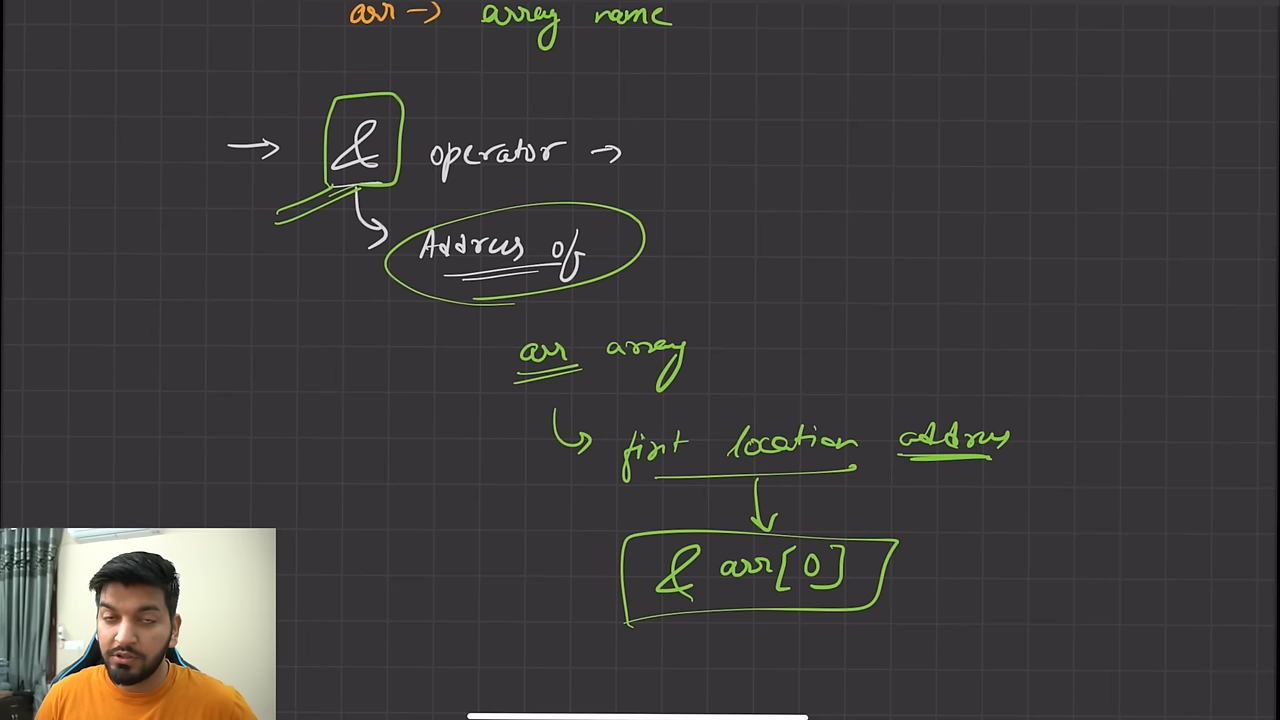 arr → array name
→ & operator →
Address of
arr array
first location address
& arr[0]